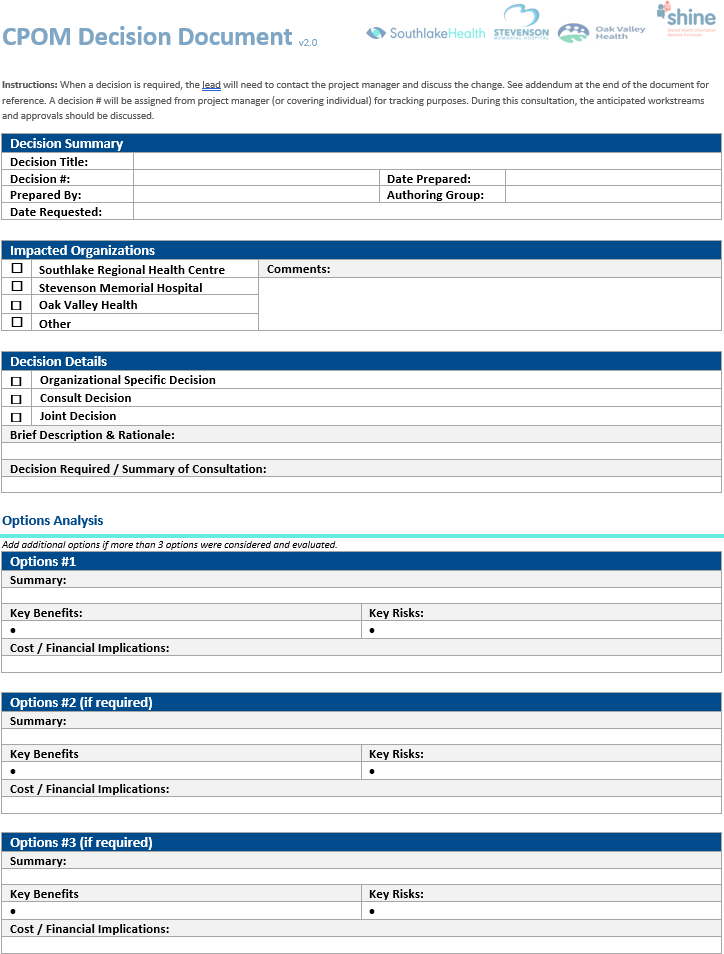 CPOM Decision Document v2.0
SouthlakeHealth
STEVENSON
MEMORIAL HOSPITAL
Oak Valley
Health
shine
Instructions: When a decision is required, the lead will need to contact the project manager and discuss the change. See addendum at the end of the document for
reference. A decision # will be assigned from project manager (or covering individual) for tracking purposes. During this consultation, the anticipated workstreams
and approvals should be discussed.
Decision Summary
Decision Title:
Decision #:
Date Prepared:
Prepared By:
Authoring Group:
Date Requested:
Impacted Organizations
Southlake Regional Health Centre
Comments:
Stevenson Memorial Hospital
Oak Valley Health
Other
Decision Details
Organizational Specific Decision
Consult Decision
Joint Decision
Brief Description & Rationale:
Decision Required / Summary of Consultation:
Options Analysis
Add additional options if more than 3 options were considered and evaluated.
Options #1
Summary:
Key Benefits:
Key Risks:
•
•
Cost / Financial Implications:
Options #2 (if required)
Summary:
Key Benefits
Key Risks:
•
•
Cost / Financial Implications:
Options #3 (if required)
Summary:
Key Benefits
Key Risks:
•
•
Cost / Financial Implications: